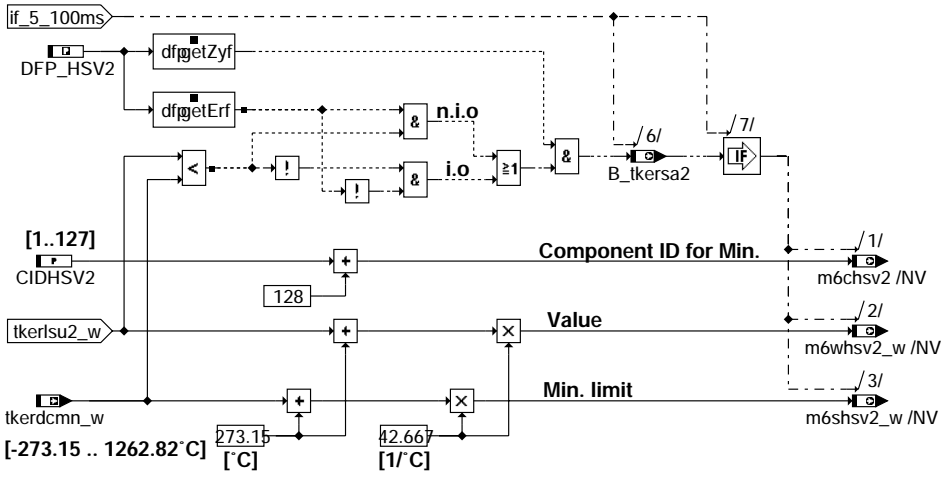 if_5_100ms
DFP_HSV2
dfpgetZyf
dfpgetErf
&
n.i.o
<
!
!
&
i.o
≥1
&
/6/
B_tkersa2
/7/
IF
[1..127]
CIDHSV2
+
128
Component ID for Min.
/1/
m6chsv2 /NV
tkerlsu2_w
+
×
Value
/2/
m6whsv2_w /NV
tkerdcmn_w
[-273.15 .. 1262.82°C]
+
273.15
[°C]
×
42.667
[1/°C]
Min. limit
/3/
m6shsv2_w /NV